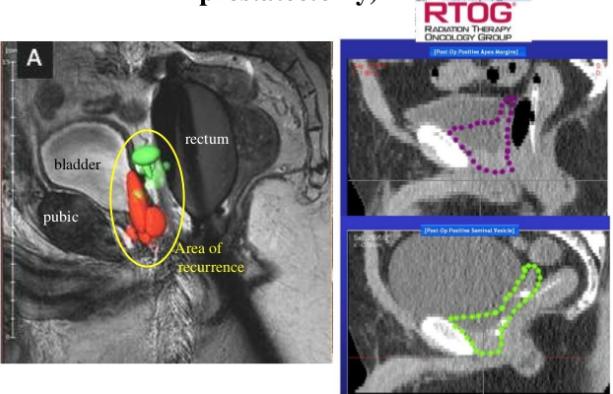 RTOG
RADIATION THERAPY
ONCOLOGY GROUP
A
rectum
bladder
pubic
Area of
recurrence
[Post Op Positive Apex Margins]
[Post Op Positive Seminal Vesicle]